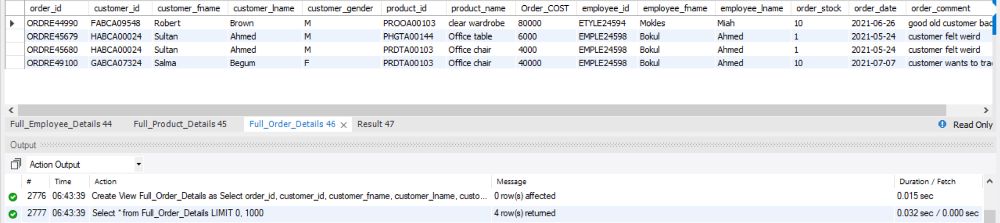 order_id customer_id customer_fname customer_lname customer_gender product_id product_name Order_COST employee_id employee_fname employee_lname order_stock order_date order_comment
ORDRE44990 FABCA09548 Robert Brown M PROOA00103 clear wardrobe 80000 ETYLE24594 Mokles Miah 10 2021-06-26 good old customer bac
ORDRE45679 HABCA00024 Sultan Ahmed M PHGTA00144 Office table 6000 EMPLE24598 Bokul Ahmed 1 2021-05-24 customer felt weird
ORDRE45680 HABCA00024 Sultan Ahmed M PRDTA00103 Office chair 4000 EMPLE24598 Bokul Ahmed 1 2021-05-24 customer felt weird
ORDRE49100 GABCA07324 Salma Begum F PRDTA00103 Office chair 40000 EMPLE24598 Bokul Ahmed 10 2021-07-07 customer wants to tra
Full_Employee_Details 44 Full_Product_Details 45 Full_Order_Details 46 Result 47 Read Only
Output
Action Output
# Time Action Message Duration / Fetch
2776 06:43:39 Create View Full_Order_Details as Select order_id, customer_id, customer_fname, customer_lname, custo... 0 row(s) affected 0.015 sec
2777 06:43:39 Select * from Full_Order_Details LIMIT 0, 1000 4 row(s) returned 0.032 sec / 0.000 sec